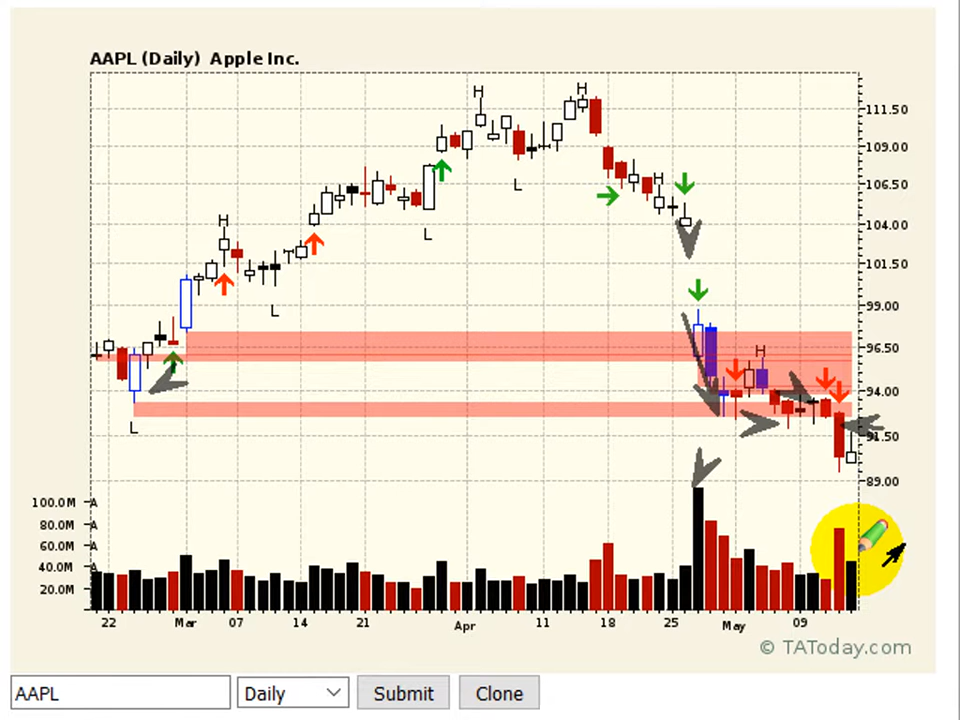 AAPL (Daily) Apple Inc.
H
H
111.50
109.00
L
H
106.50
H
104.00
L
101.50
L
99.00
H
96.50
94.00
L
91.50
89.00
100.0M A
80.0M A
60.0M A
40.0M A
20.0M
22 Mar 07 14 21 Apr 11 18 25 May 09
© TAToday.com
AAPL Daily Submit Clone